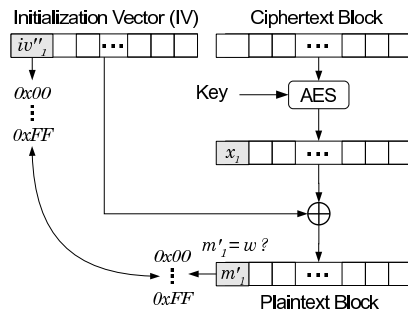 Initialization Vector (IV)
Ciphertext Block
iv''₁
0x00
0xFF
Key
AES
x₁
m'₁ = w ?
0x00
0xFF
m'₁
Plaintext Block